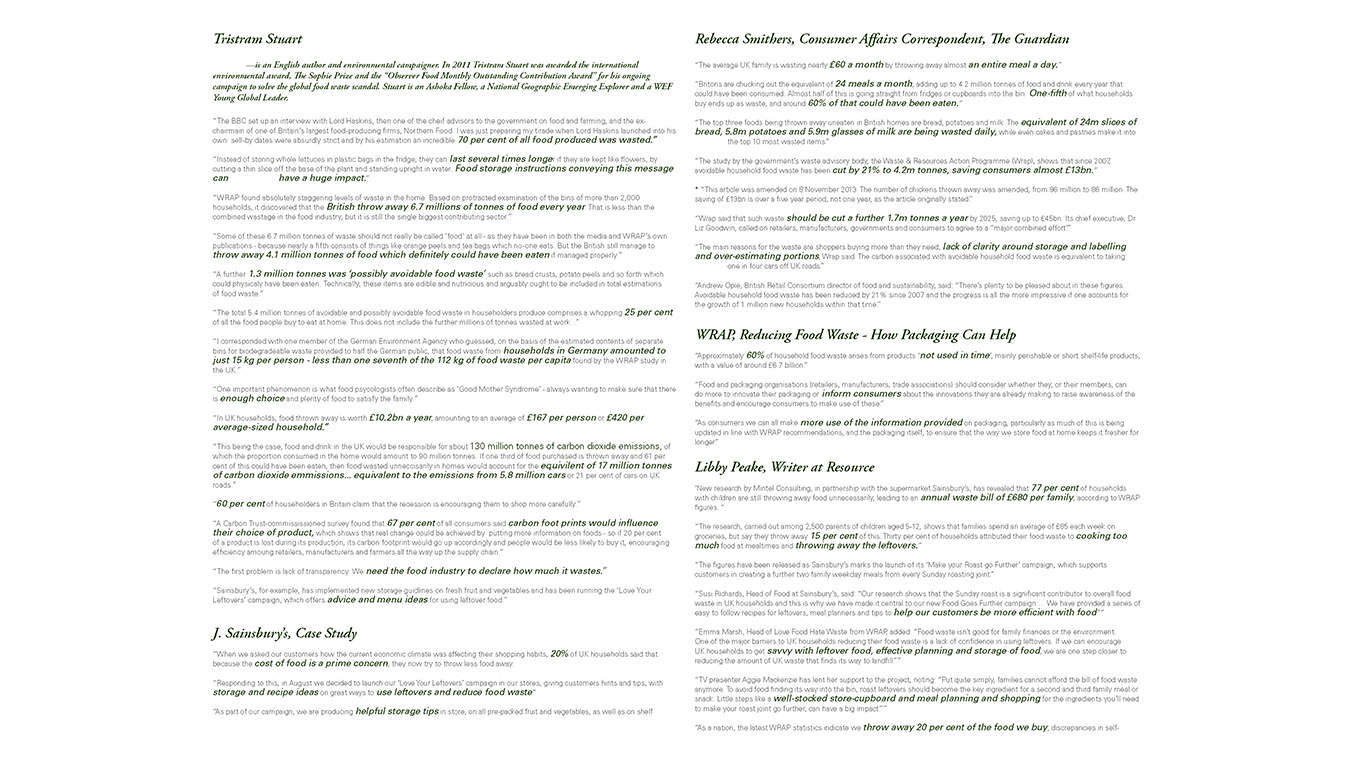 Tristram Stuart
—is an English author and environmental campaigner. In 2011 Tristram Stuart was awarded the international
environmental award, The Sophie Prize and the “Observer Food Monthly Outstanding Contribution Award” for his ongoing
campaign to solve the global food waste scandal. Stuart is an Ashoka Fellow, a National Geographic Emerging Explorer and a WEF
Young Global Leader.
“The BBC set up an interview with Lord Haskins, then one of the cheif advisors to the government on food and farming, and the ex-
chairman of one of Britain’s largest food-producing firms, Northern Food. I was just preparing my tirade when Lord Haskins launched into his
own: sell-by dates were absurdly strict and by his estimation an incredible 70 per cent of all food produced was wasted.”
“Instead of storing whole lettuces in plastic bags in the fridge, they can last several times longer if they are kept like flowers, by
cutting a thin slice off the base of the plant and standing upright in water. Food storage instructions conveying this message
can have a huge impact.”
“WRAP found absolutely staggering levels of waste in the home. Based on protracted examination of the bins of more than 2,000
households, it discovered that the British throw away 6.7 millions of tonnes of food every year. That is less than the
combined wastage in the food industry, but it is still the single biggest contributing sector.”
“Some of these 6.7 million tonnes of waste should not really be called ‘food’ at all - as they have been in both the media and WRAP’s own
publications - because nearly a fifth consists of things like orange peels and tea bags which no-one eats. But the British still manage to
throw away 4.1 million tonnes of food which definitely could have been eaten if managed properly.”
“A further 1.3 million tonnes was ‘possibly avoidable food waste’ such as bread crusts, potato peels and so forth which
could physicaly have been eaten. Technically, these items are edible and nutricious and arguably ought to be included in total estimations
of food waste.”
“The total 5.4 million tonnes of avoidable and possibly avoidable food waste in householders produce comprises a whopping 25 per cent
of all the food people buy to eat at home. This does not include the further millions of tonnes wasted at work...”
“I corresponded with one member of the German Environment Agency who guessed, on the basis of the estimated contents of separate
bins for biodegradeable waste provided to half the German public, that food waste from households in Germany amounted to
just 15 kg per person - less than one seventh of the 112 kg of food waste per capita found by the WRAP study in
the UK.”
“One important phenomenon is what food psycologists often describe as ‘Good Mother Syndrome’ - always wanting to make sure that there
is enough choice and plenty of food to satisfy the family.”
“In UK households, food thrown away is worth £10.2bn a year, amounting to an average of £167 per person or £420 per
average-sized household.”
“This being the case, food and drink in the UK would be responsible for about 130 million tonnes of carbon dioxide emissions, of
which the proportion consumed in the home would amount to 90 million tonnes. If one third of food purchased is thrown away and 61 per
cent of this could have been eaten, then food wasted unneccissarily in homes would account for the equivilent of 17 million tonnes
of carbon dioxide emmissions... equivalent to the emissions from 5.8 million cars or 21 per cent of cars on UK
roads.”
“60 per cent of householders in Britain claim that the recession is encouraging them to shop more carefully.”
“A Carbon Trust-commissaissioned survey found that 67 per cent of all consumers said carbon foot prints would influence
their choice of product, which shows that real change could be achieved by putting more information on foods - so if 20 per cent
of a product is lost during its production, its carbon footprint would go up accordingly and people would be less likely to buy it, encouraging
efficiency among retailers, manufacturers and farmers all the way up the supply chain.”
“The first problem is lack of transparency. We need the food industry to declare how much it wastes.”
“Sainsbury’s, for example, has implemented new storage guidlines on fresh fruit and vegetables and has been running the ‘Love Your
Leftovers’ campaign, which offers advice and menu ideas for using leftover food.”
J. Sainsbury’s, Case Study
“When we asked our customers how the current economic climate was affecting their shopping habits, 20% of UK households said that
because the cost of food is a prime concern, they now try to throw less food away.
“Responding to this, in August we decided to launch our ‘Love Your Leftovers’ campaign in our stores, giving customers hints and tips, with
storage and recipe ideas on great ways to use leftovers and reduce food waste”
“As part of our campaign, we are producing helpful storage tips in store, on all pre-packed fruit and vegetables, as well as on shelf
Rebecca Smithers, Consumer Affairs Correspondent, The Guardian
“The average UK family is wasting nearly £60 a month by throwing away almost an entire meal a day.”
“Britons are chucking out the equivalent of 24 meals a month, adding up to 4.2 million tonnes of food and drink every year that
could have been consumed. Almost half of this is going straight from fridges or cupboards into the bin. One-fifth of what households
buy ends up as waste, and around 60% of that could have been eaten.”
“The top three foods being thrown away uneaten in British homes are bread, potatoes and milk. The equivalent of 24m slices of
bread, 5.8m potatoes and 5.9m glasses of milk are being wasted daily, while even cakes and pastries make it into
the top 10 most wasted items.”
“The study by the government’s waste advisory body, the Waste & Resources Action Programme (Wrap), shows that since 2007,
avoidable household food waste has been cut by 21% to 4.2m tonnes, saving consumers almost £13bn.”
* “This article was amended on 8 November 2013. The number of chickens thrown away was amended, from 96 million to 86 million. The
saving of £13bn is over a five year period, not one year, as the article originally stated.”
“Wrap said that such waste should be cut a further 1.7m tonnes a year by 2025, saving up to £45bn. Its chief executive, Dr
Liz Goodwin, called on retailers, manufacturers, governments and consumers to agree to a “major combined effort””
“The main reasons for the waste are shoppers buying more than they need, lack of clarity around storage and labelling
and over-estimating portions, Wrap said. The carbon associated with avoidable household food waste is equivalent to taking
one in four cars off UK roads.”
“Andrew Opie, British Retail Consortium director of food and sustainability, said: “There’s plenty to be pleased about in these figures.
Avoidable household food waste has been reduced by 21% since 2007 and the progress is all the more impressive if one accounts for
the growth of 1 million new households within that time.”
WRAP, Reducing Food Waste - How Packaging Can Help
“Approximately 60% of household food waste arises from products ‘not used in time’, mainly perishable or short shelf-life products,
with a value of around £6.7 billion.”
“Food and packaging organisations (retailers, manufacturers, trade associations) should consider whether they, or their members, can
do more to innovate their packaging or inform consumers about the innovations they are already making to raise awareness of the
benefits and encourage consumers to make use of these.”
“As consumers we can all make more use of the information provided on packaging, particularly as much of this is being
updated in line with WRAP recommendations, and the packaging itself, to ensure that the way we store food at home keeps it fresher for
longer.”
Libby Peake, Writer at Resource
“New research by Mintel Consulting, in partnership with the supermarket Sainsbury’s, has revealed that 77 per cent of households
with children are still throwing away food unnecessarily, leading to an annual waste bill of £680 per family, according to WRAP
figures. “
“The research, carried out among 2,500 parents of children aged 5-12, shows that families spend an average of £85 each week on
groceries, but say they throw away 15 per cent of this. Thirty per cent of households attributed their food waste to cooking too
much food at mealtimes and throwing away the leftovers.”
“The figures have been released as Sainsbury’s marks the launch of its ‘Make your Roast go Further’ campaign, which supports
customers in creating a further two family weekday meals from every Sunday roasting joint.”
“Susi Richards, Head of Food at Sainsbury’s, said: “Our research shows that the Sunday roast is a significant contributor to overall food
waste in UK households and this is why we have made it central to our new Food Goes Further campaign... We have provided a series of
easy to follow recipes for leftovers, meal planners and tips to help our customers be more efficient with food””
“Emma Marsh, Head of Love Food Hate Waste from WRAP, added: “Food waste isn’t good for family finances or the environment.
One of the major barriers to UK households reducing their food waste is a lack of confidence in using leftovers. If we can encourage
UK households to get savvy with leftover food, effective planning and storage of food, we are one step closer to
reducing the amount of UK waste that finds its way to landfill.””
“TV presenter Aggie Mackenzie has lent her support to the project, noting: “Put quite simply, families cannot afford the bill of food waste
anymore. To avoid food finding its way into the bin, roast leftovers should become the key ingredient for a second and third family meal or
snack. Little steps like a well-stocked store-cupboard and meal planning and shopping for the ingredients you’ll need
to make your roast joint go further, can have a big impact.””
“As a nation, the latest WRAP statistics indicate we throw away 20 per cent of the food we buy, discrepancies in self-